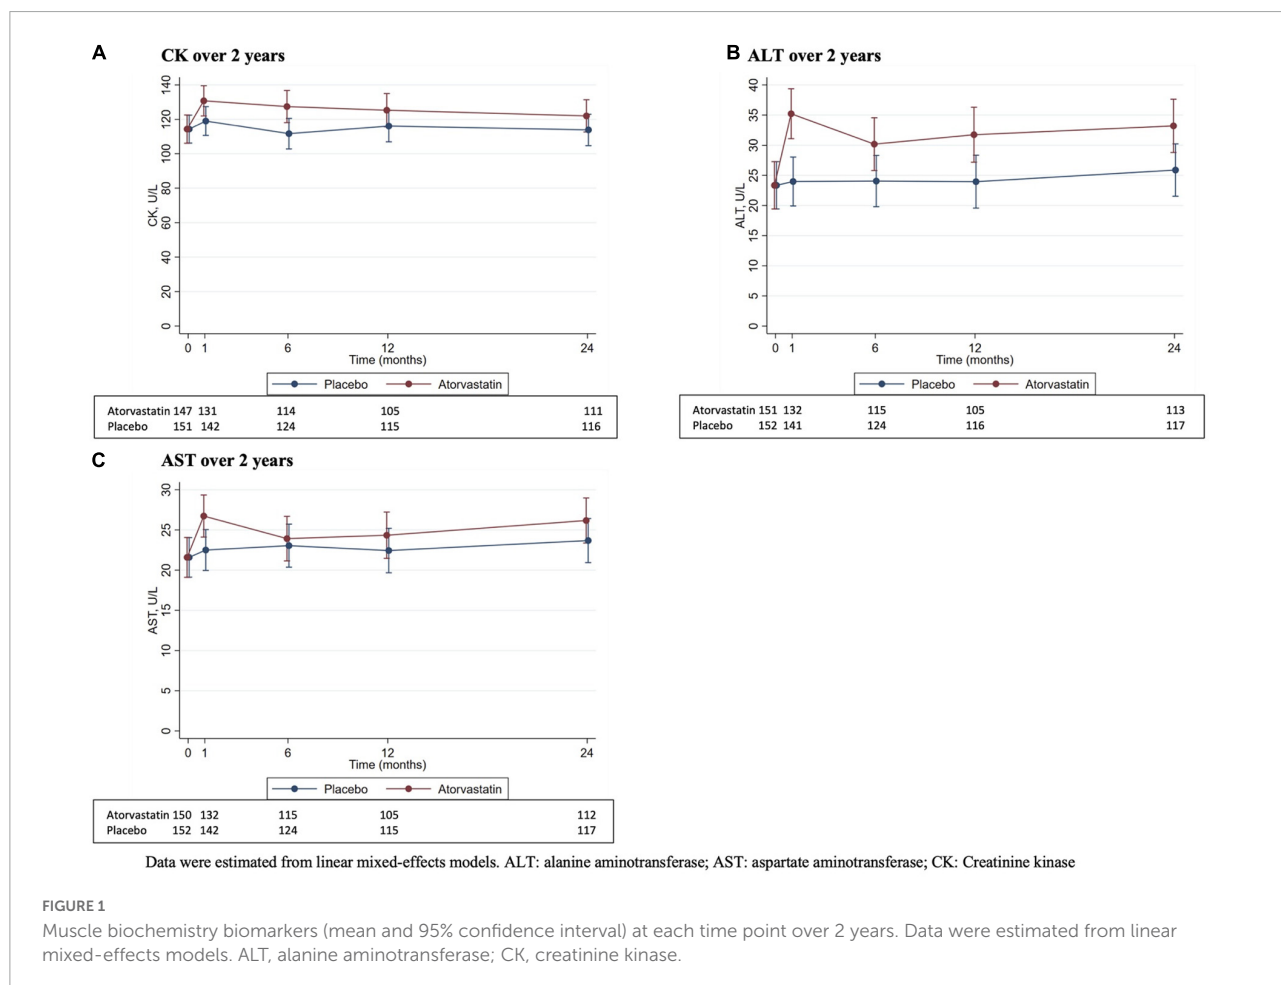 A
CK over 2 years
140
120
100
80
60
40
20
0
CK, U/L
0 1 6 12 24
Time (months)
Placebo Atorvastatin
Atorvastatin 147 131 114 105 111
Placebo 151 142 124 115 116
B
ALT over 2 years
40
35
30
25
20
15
10
5
0
ALT, U/L
0 1 6 12 24
Time (months)
Placebo Atorvastatin
Atorvastatin 151 132 115 105 113
Placebo 152 141 124 116 117
C
AST over 2 years
30
25
20
15
10
5
0
AST, U/L
0 1 6 12 24
Time (months)
Placebo Atorvastatin
Atorvastatin 150 132 115 105 112
Placebo 152 142 124 115 117
Data were estimated from linear mixed-effects models. ALT: alanine aminotransferase; AST: aspartate aminotransferase; CK: Creatinine kinase
FIGURE 1
Muscle biochemistry biomarkers (mean and 95% confidence interval) at each time point over 2 years. Data were estimated from linear
mixed-effects models. ALT, alanine aminotransferase; CK, creatinine kinase.